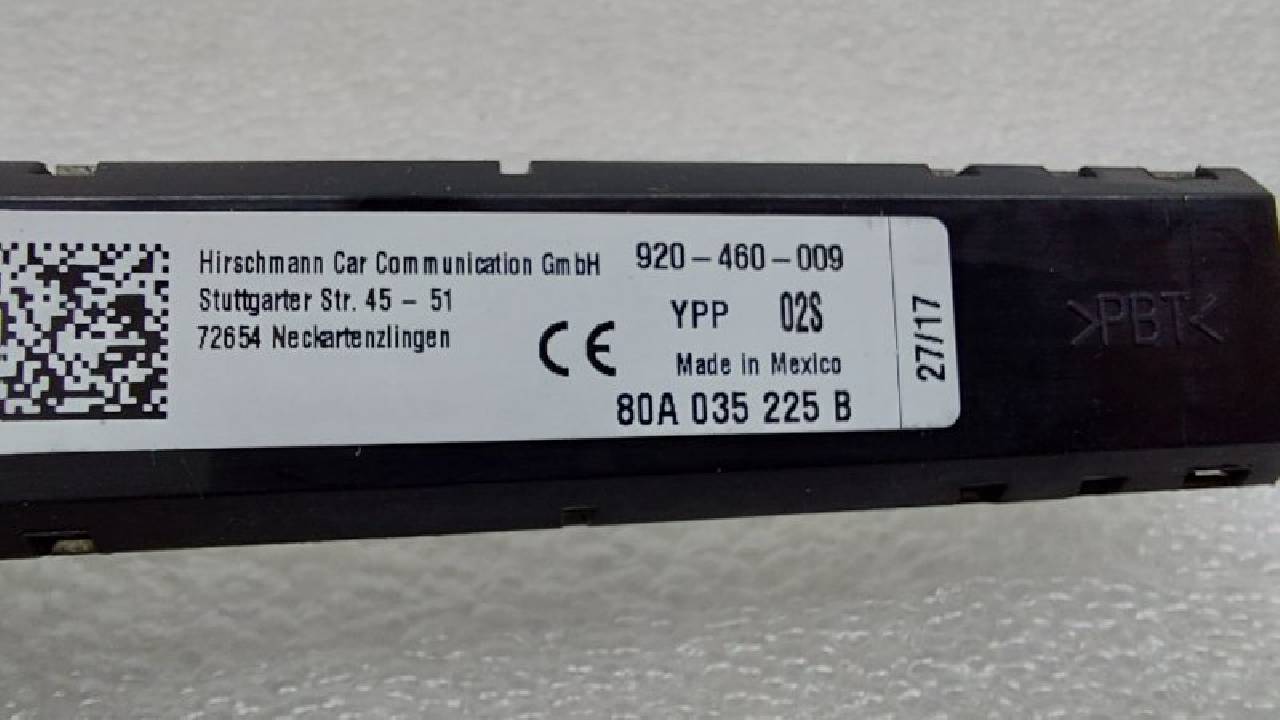 Hirschmann Car Communication GmbH
Stuttgarter Str. 45 - 51
72654 Neckartenzlingen
CE
920-460-009
YPP 02S
Made in Mexico
80A 035 225 B
27/17
>PBT<